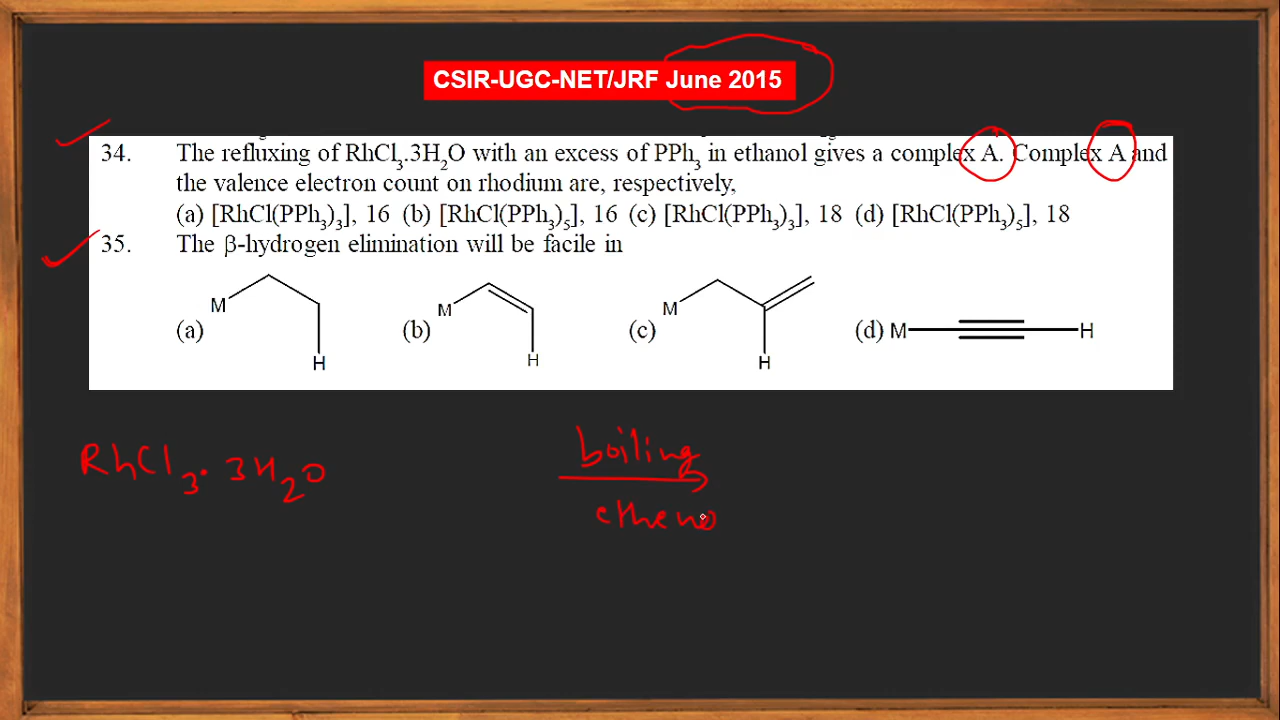 CSIR-UGC-NET/JRF June 2015
34. The refluxing of RhCl₃.3H₂O with an excess of PPh₃ in ethanol gives a complex A. Complex A and
the valence electron count on rhodium are, respectively,
(a) [RhCl(PPh₃)₃], 16 (b) [RhCl(PPh₃)₅], 16 (c) [RhCl(PPh₃)₃], 18 (d) [RhCl(PPh₃)₅], 18
35. The β-hydrogen elimination will be facile in
(a) M H (b) M H (c) M H (d) M H
RhCl₃. 3H₂O
boiling
etheno